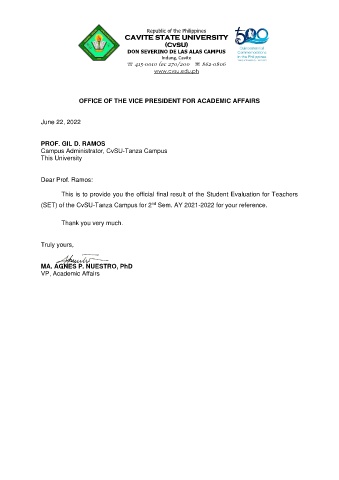 Republic of the Philippines
CAVITE STATE UNIVERSITY
(CvSU)
DON SEVERINO DE LAS ALAS CAMPUS
Indang, Cavite
☏ 415-0010 loc 270/200 ☏ 862-0806
www.cvsu.edu.ph
500
OFFICE OF THE VICE PRESIDENT FOR ACADEMIC AFFAIRS
June 22, 2022
PROF. GIL D. RAMOS
Campus Administrator, CvSU-Tanza Campus
This University
Dear Prof. Ramos:
This is to provide you the official final result of the Student Evaluation for Teachers
(SET) of the CvSU-Tanza Campus for 2nd Sem. AY 2021-2022 for your reference.
Thank you very much.
Truly yours,
MA. AGNES P. NUESTRO, PhD
VP, Academic Affairs